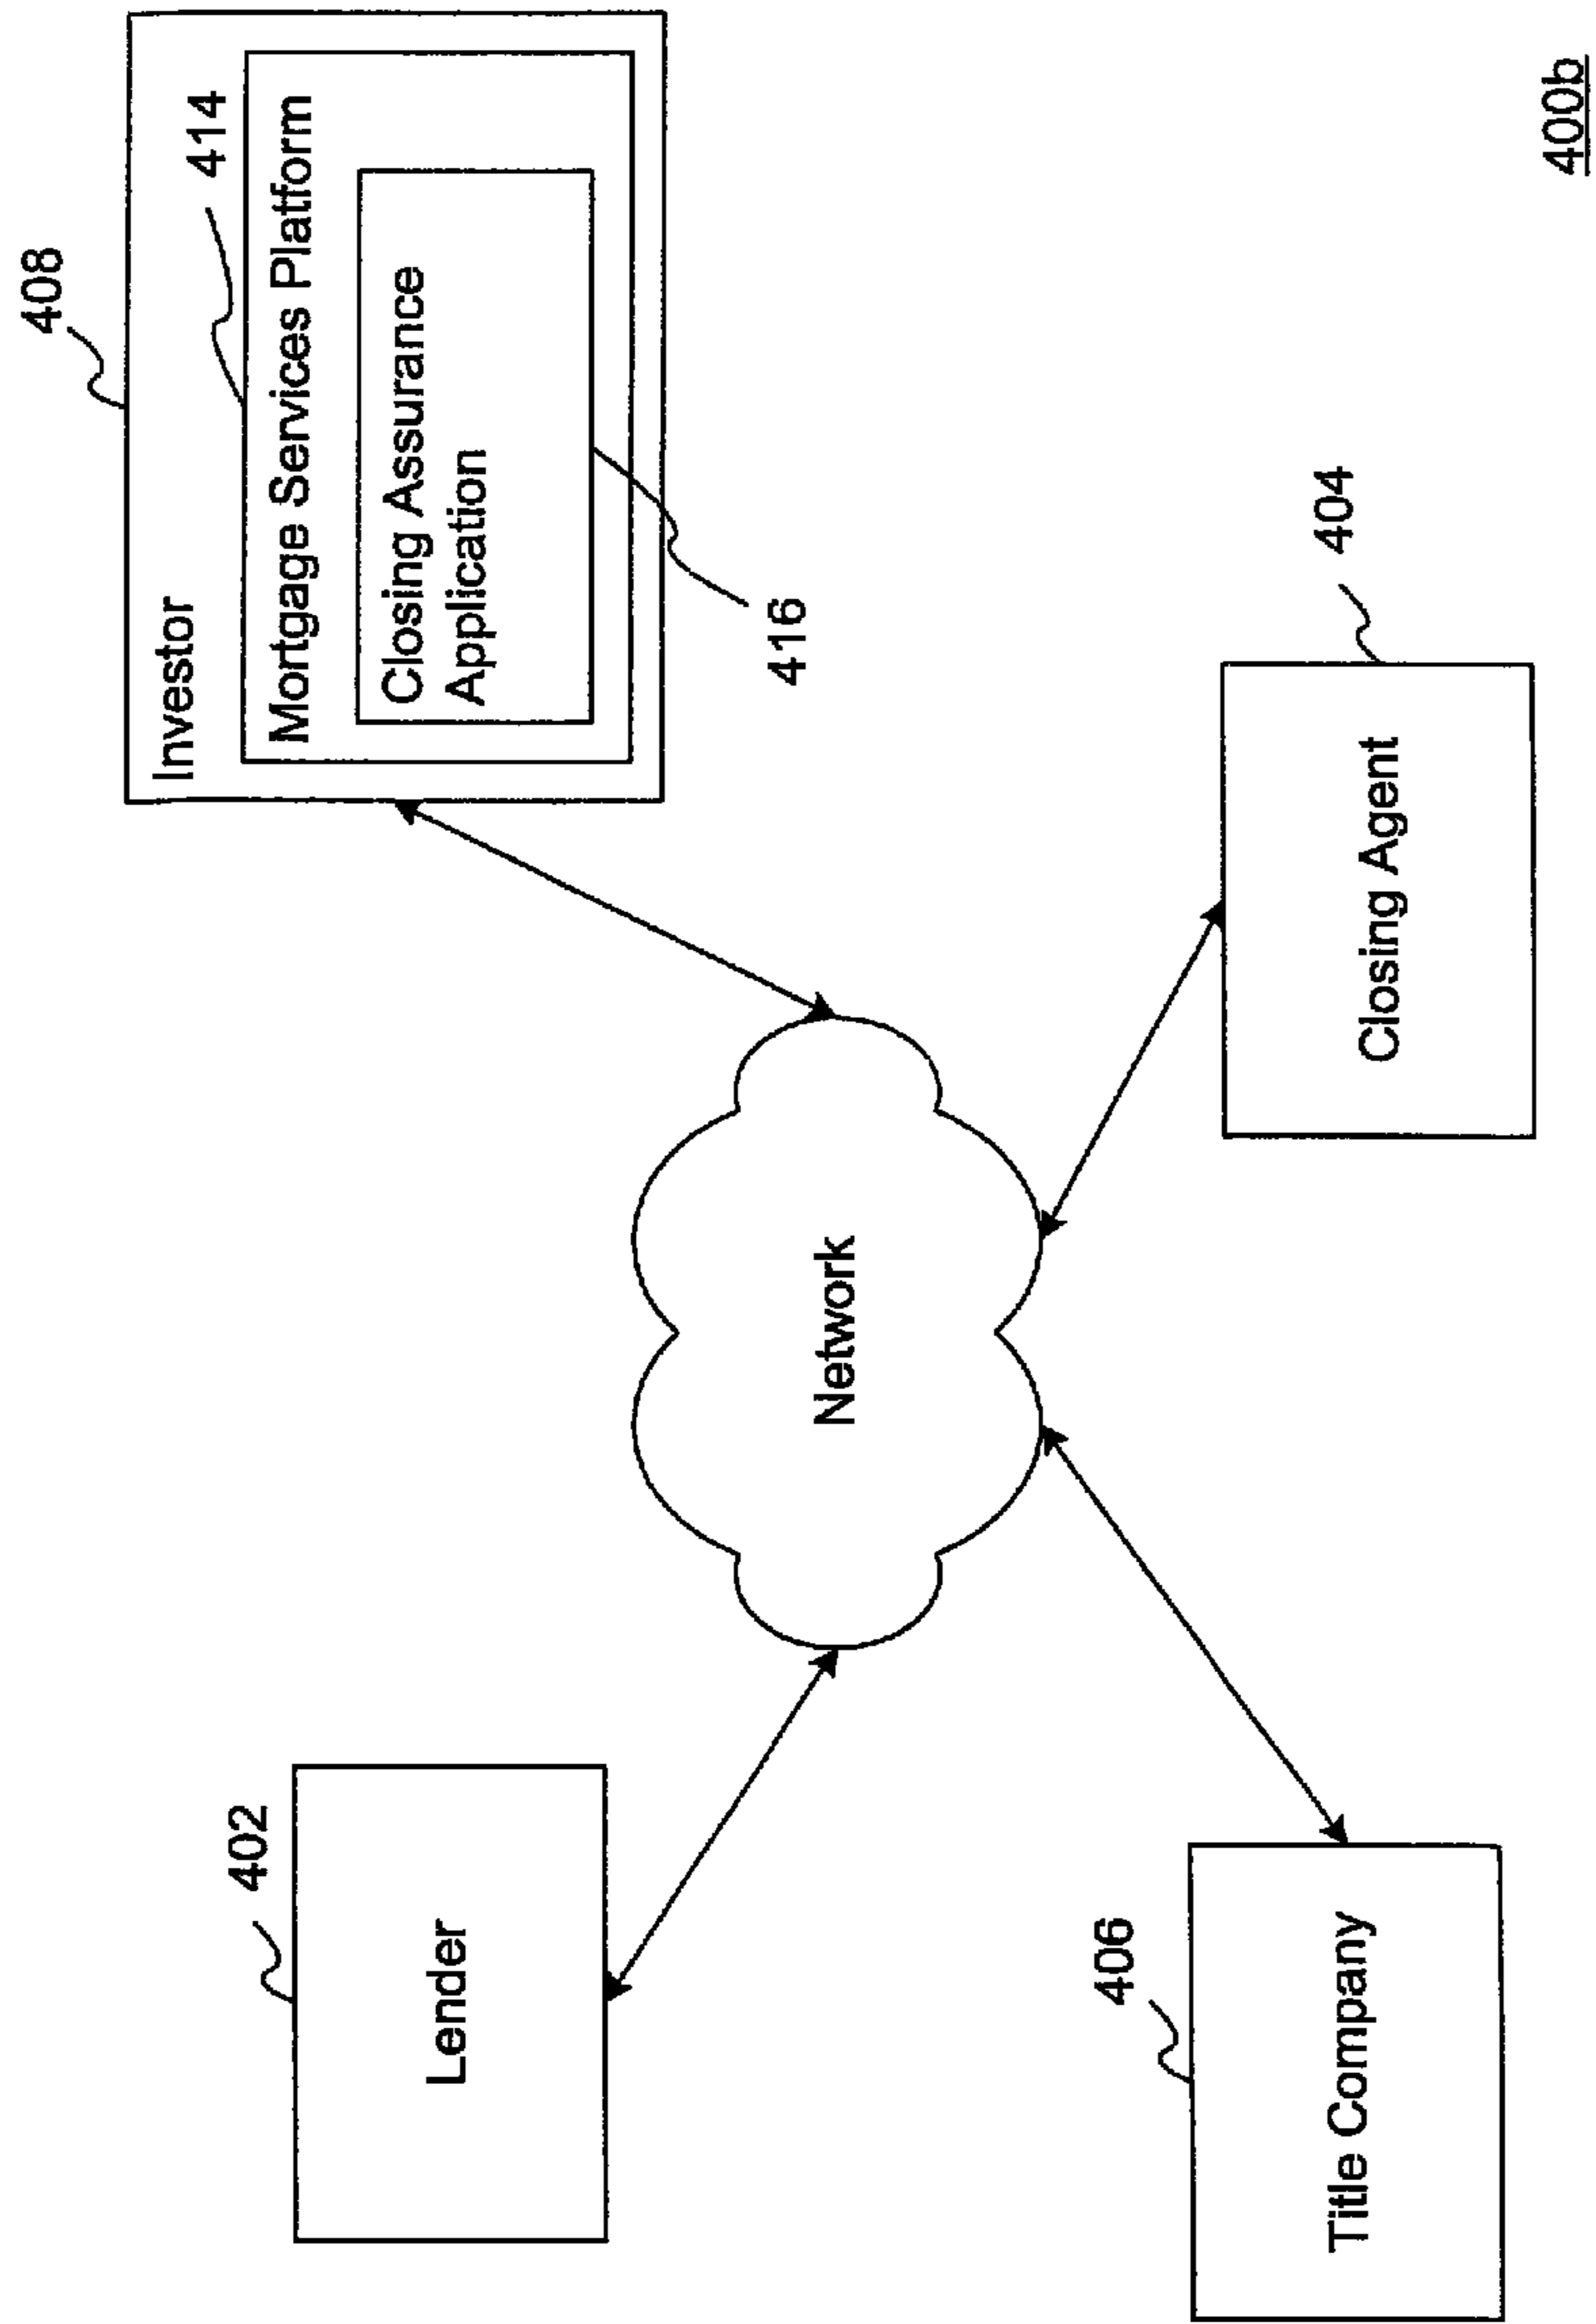 408
Investor
414
Mortgage Services Platform
Closing Assurance
Application
416
402
Lender
Network
406
Title Company
404
Closing Agent
400b